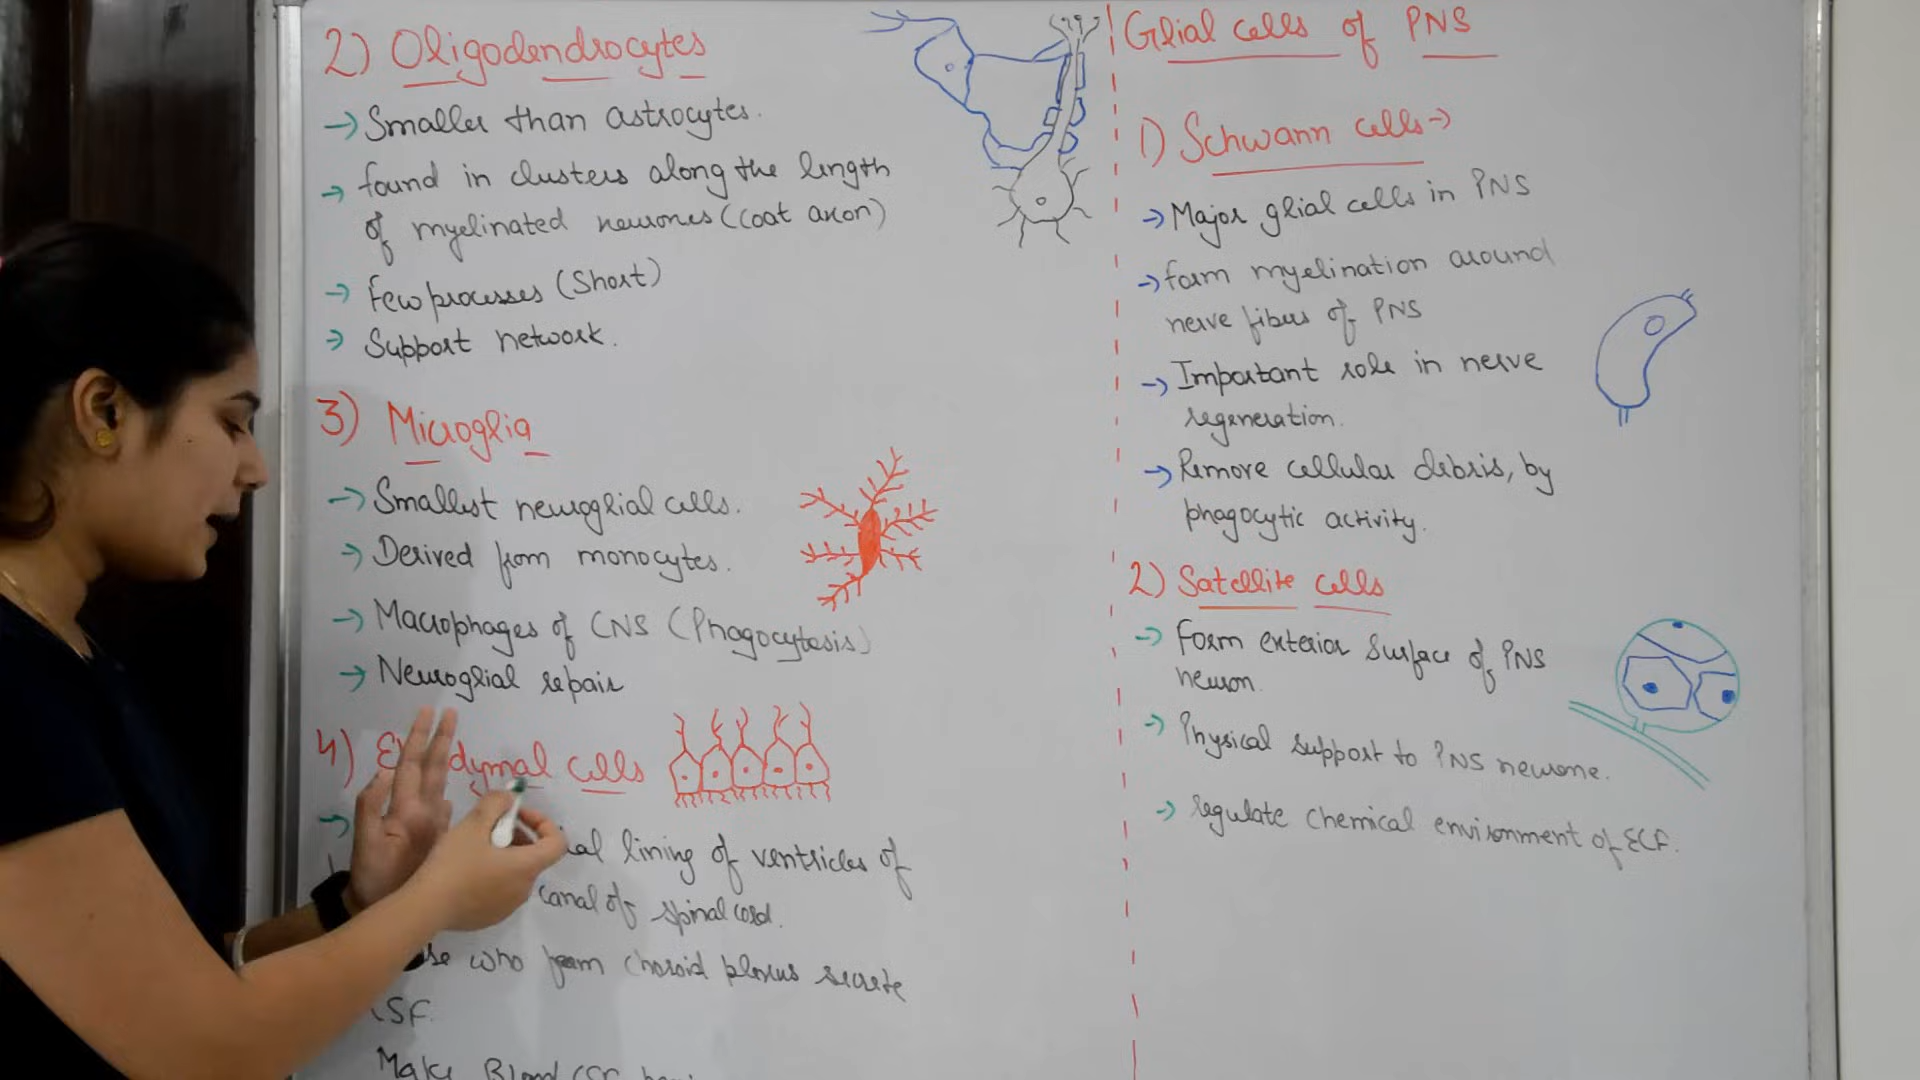 2) Oligodendrocytes
→ Smaller than astrocytes.
→ found in clusters along the length
of myelinated neurones (coat axon)
→ Few processes (Short)
→ Support network.
3) Microglia
→ Smallest neuroglial cells.
→ Derived from monocytes.
→ Macrophages of CNS (Phagocytosis)
→ Neuroglial repair
4) cells
→
lining of ventricles of
canal of spinal cord.
who form choroid plexus secrete
CSF.
Make Blood CSF
Glial cells of PNS
1) Schwann cells →
→ Major glial cells in PNS
→ form myelination around
nerve fibers of PNS
→ Important role in nerve
regeneration.
→ Remove cellular debris, by
phagocytic activity.
2) Satellite cells
→ Form exterior surface of PNS
neuron.
→ Physical support to PNS neurone.
→ regulate chemical environment of ECF.